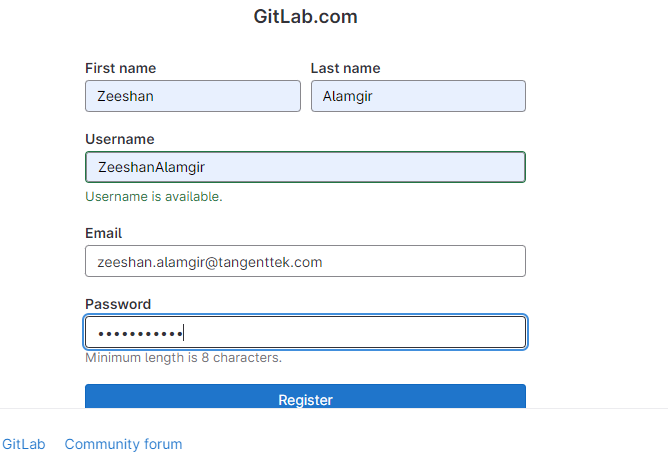 GitLab.com
First name Last name
Zeeshan Alamgir
Username
ZeeshanAlamgir
Username is available.
Email
zeeshan.alamgir@tangenttek.com
Password
•••••••••••
Minimum length is 8 characters.
Register
GitLab Community forum